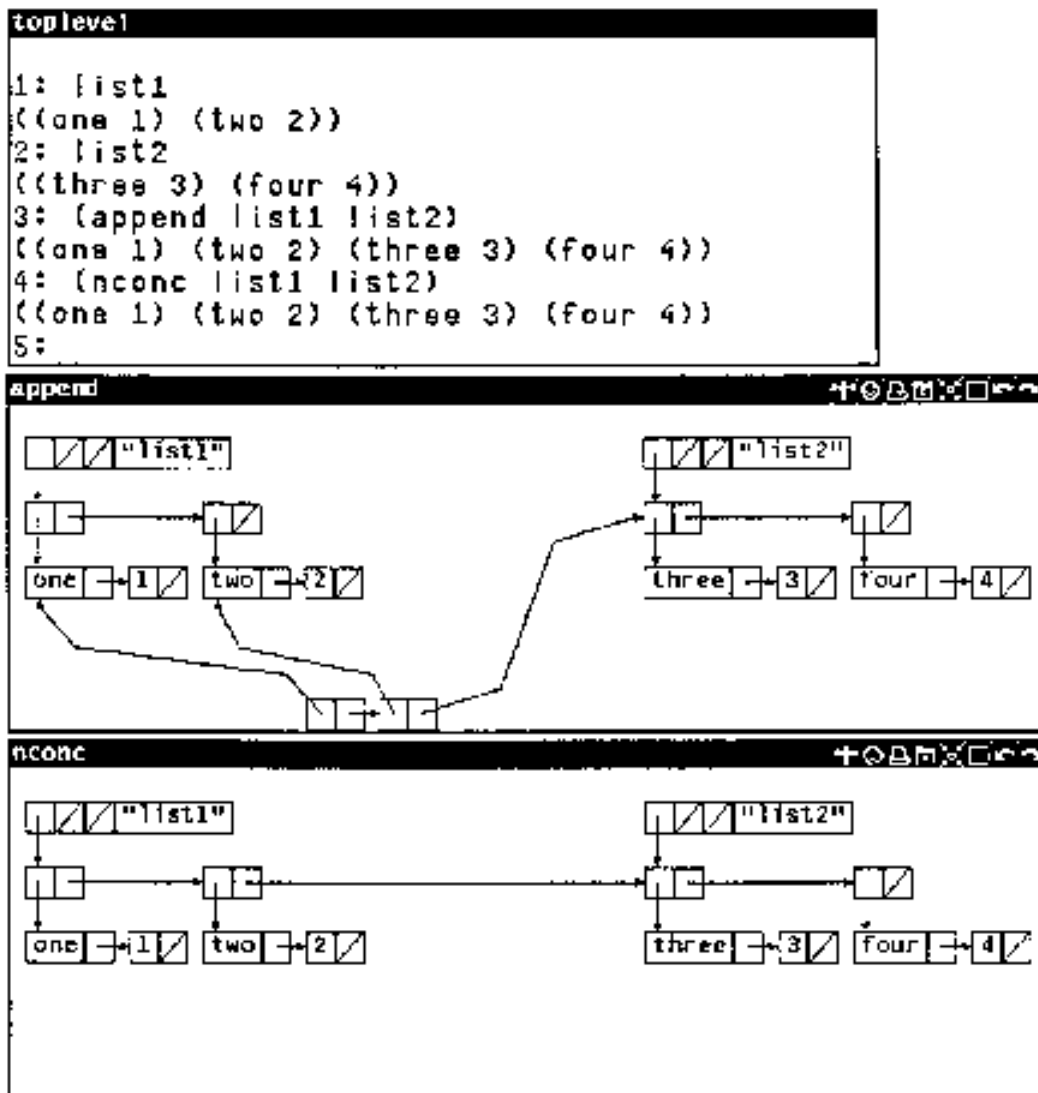 toplevel
1: list1
((one 1) (two 2))
2: list2
((three 3) (four 4))
3: (append list1 list2)
((one 1) (two 2) (three 3) (four 4))
4: (nconc list1 list2)
((one 1) (two 2) (three 3) (four 4))
5:
append
"list1" "list2"
one 1 two 2 three 3 four 4
nconc
"list1" "list2"
one 1 two 2 three 3 four 4